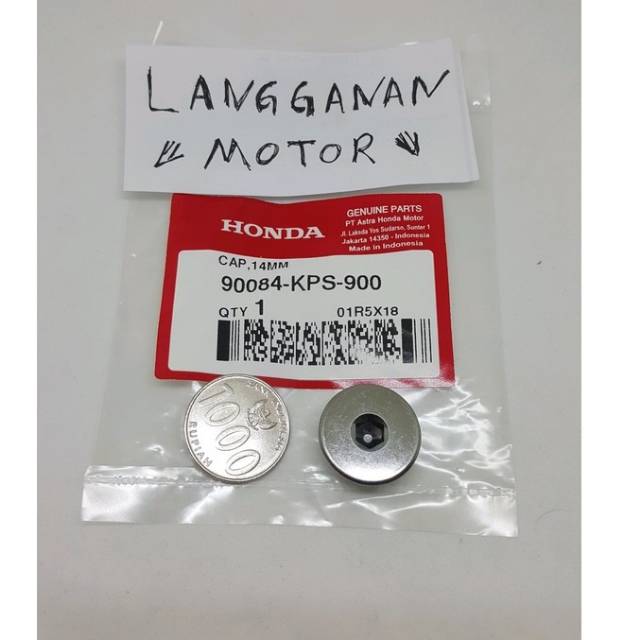 LANGGANAN
MOTOR
HONDA
GENUINE PARTS
PT Astra Honda Motor
Jl. Laksda Yos Sudarso, Sunter 1
Jakarta 14350 - Indonesia
Made in Indonesia
CAP,14MM
90084-KPS-900
QTY 1 01R5X18
1000
RUPIAH